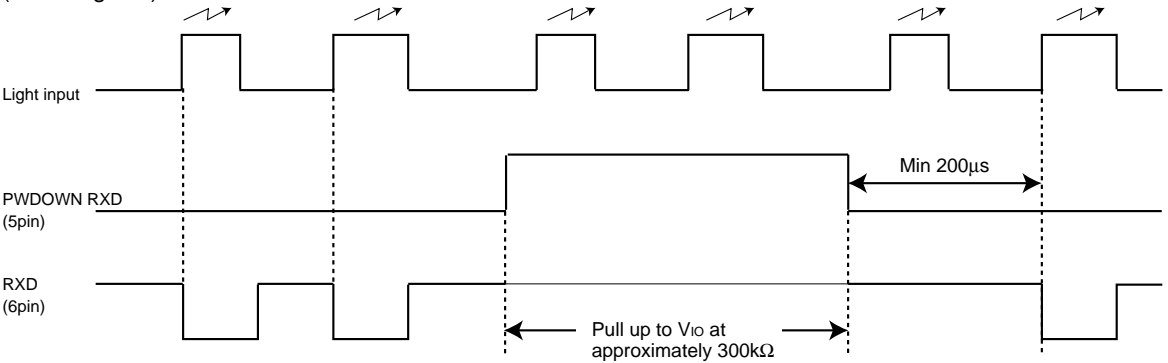 Light input
PWDOWN RXD
(5pin)
Min 200μs
RXD
(6pin)
Pull up to VIO at
approximately 300kΩ